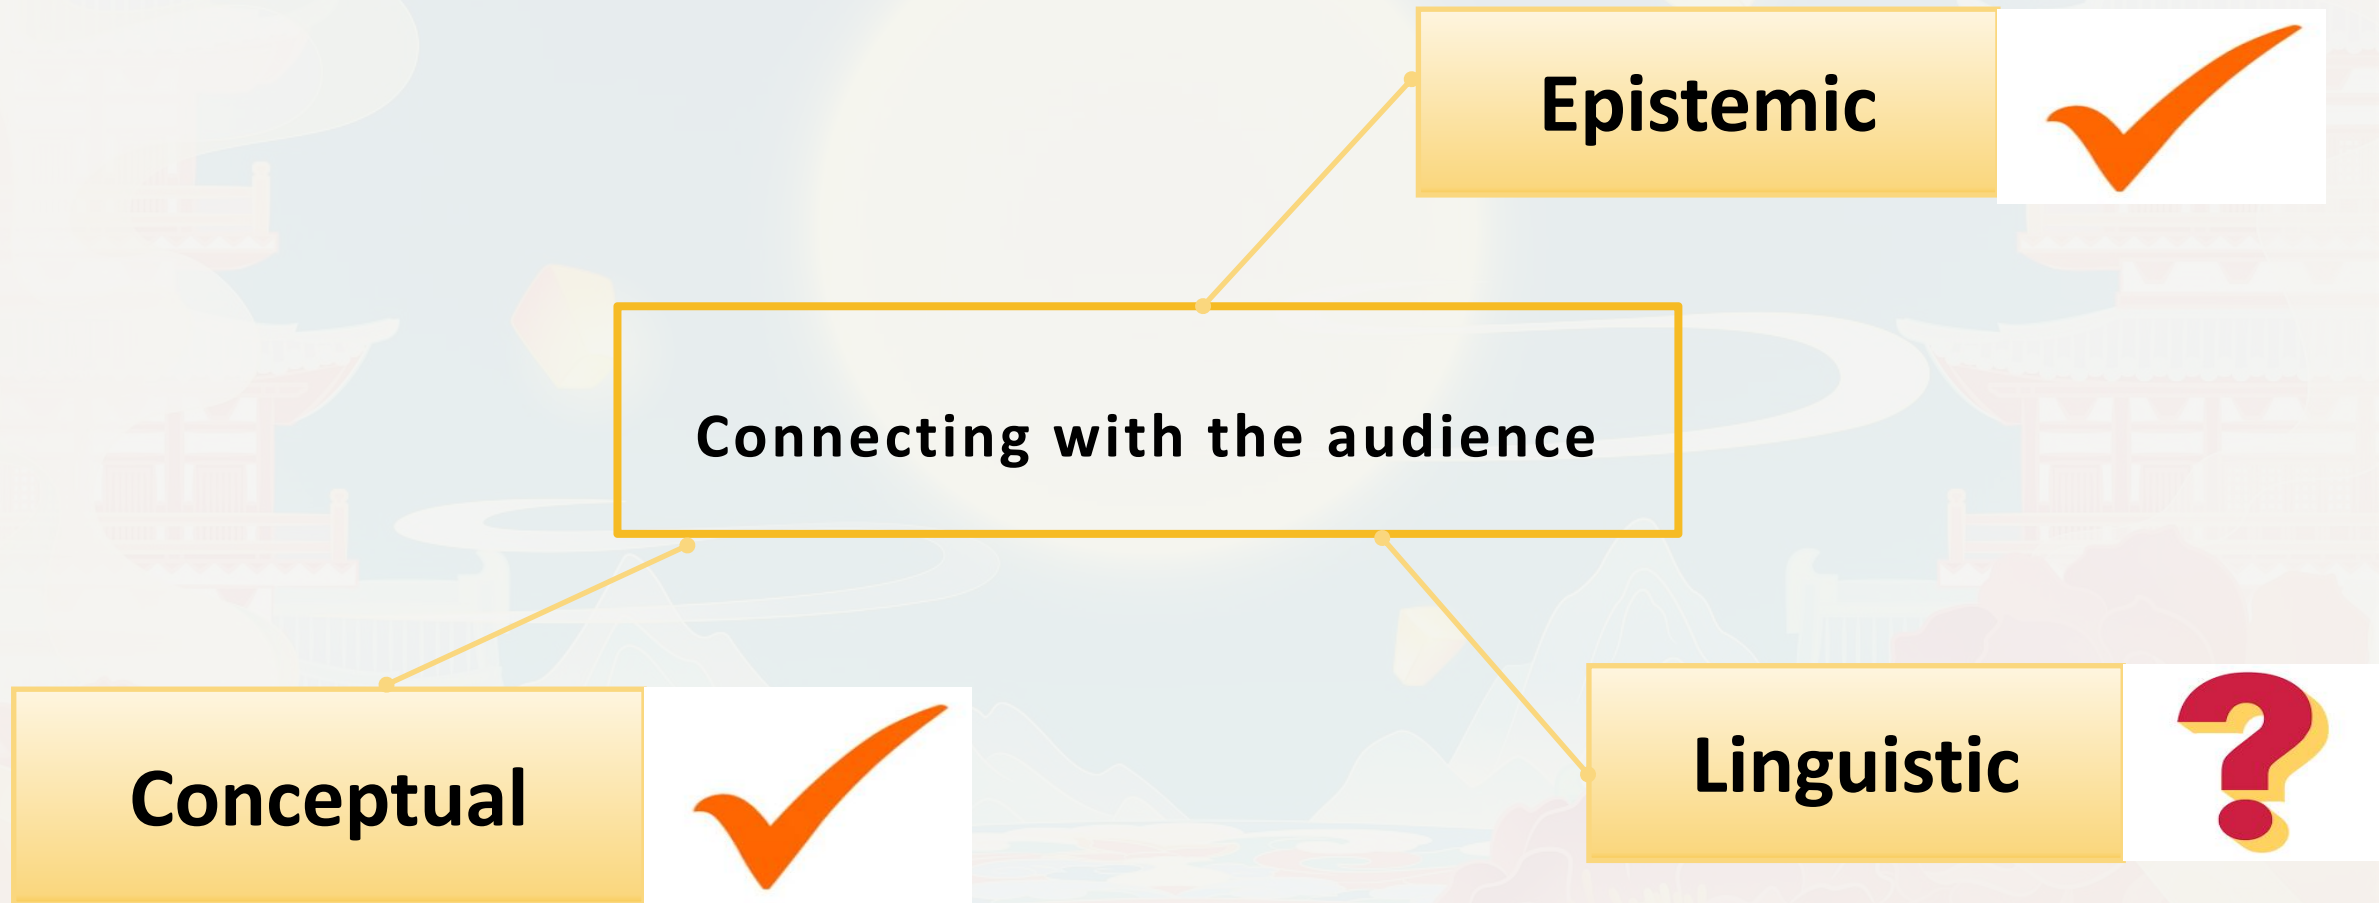 Epistemic
Connecting with the audience
Conceptual
Linguistic
?